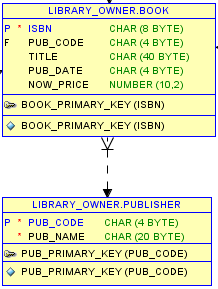 LIBRARY_OWNER.BOOK
P * ISBN CHAR (8 BYTE)
F PUB_CODE CHAR (4 BYTE)
TITLE CHAR (40 BYTE)
PUB_DATE CHAR (4 BYTE)
NOW_PRICE NUMBER (10,2)
BOOK_PRIMARY_KEY (ISBN)
BOOK_PRIMARY_KEY (ISBN)
LIBRARY_OWNER.PUBLISHER
P * PUB_CODE CHAR (4 BYTE)
* PUB_NAME CHAR (20 BYTE)
PUB_PRIMARY_KEY (PUB_CODE)
PUB_PRIMARY_KEY (PUB_CODE)